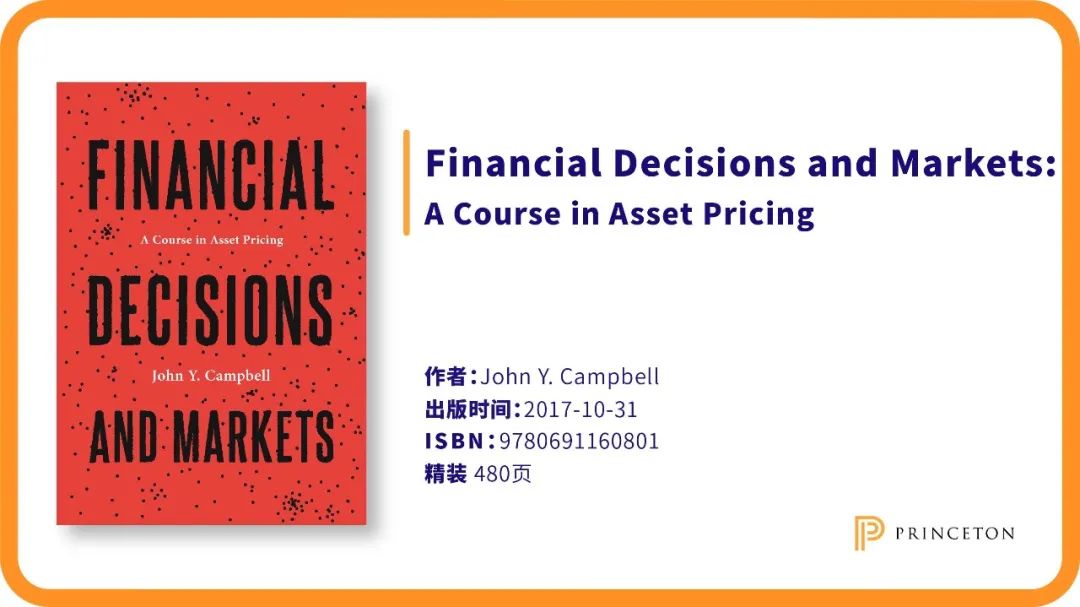 FINANCIAL
A Course in Asset Pricing
DECISIONS
John Y. Campbell
AND MARKETS
Financial Decisions and Markets:
A Course in Asset Pricing
作者：John Y. Campbell
出版时间：2017-10-31
ISBN：9780691160801
精装 480页
PRINCETON